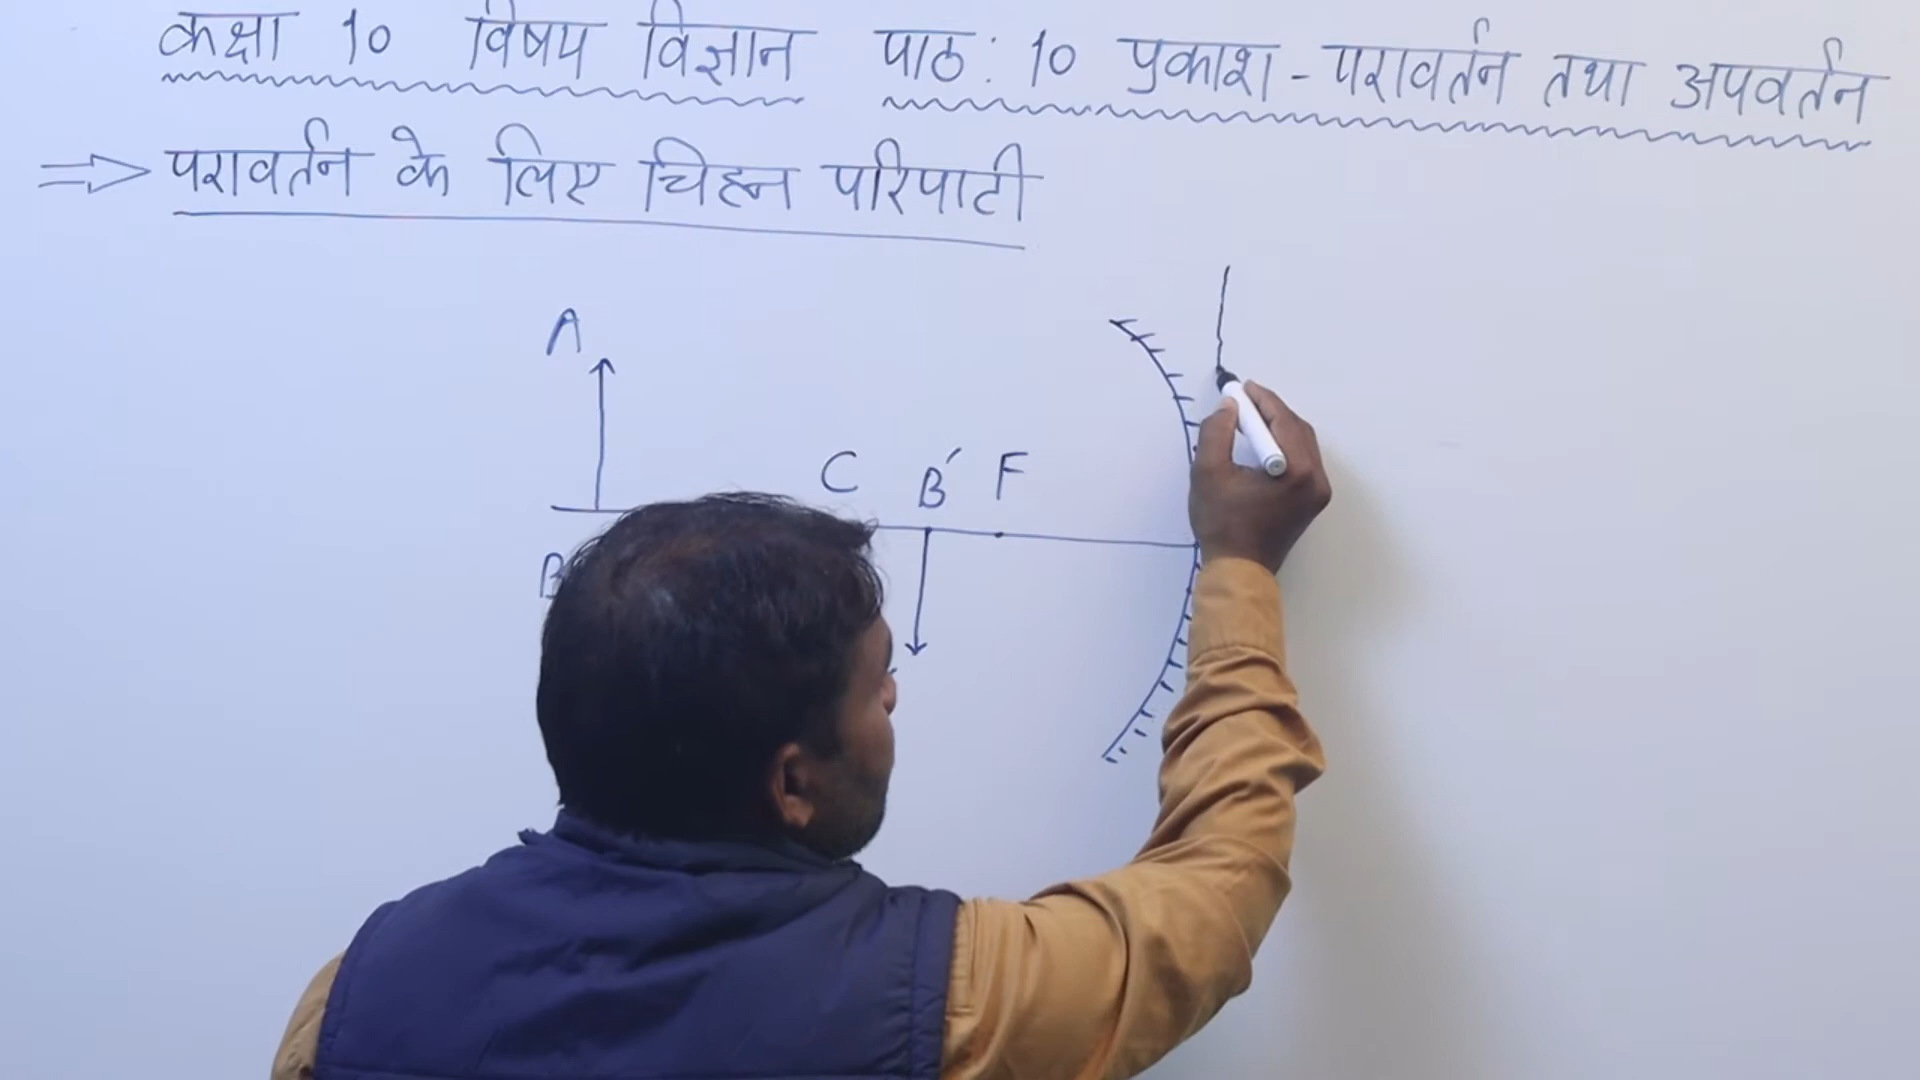 कक्षा 10 विषय विज्ञान पाठ : 10 प्रकाश - परावर्तन तथा अपवर्तन
⇒ परावर्तन के लिए चिह्न परिपाटी
A
C B' F
B